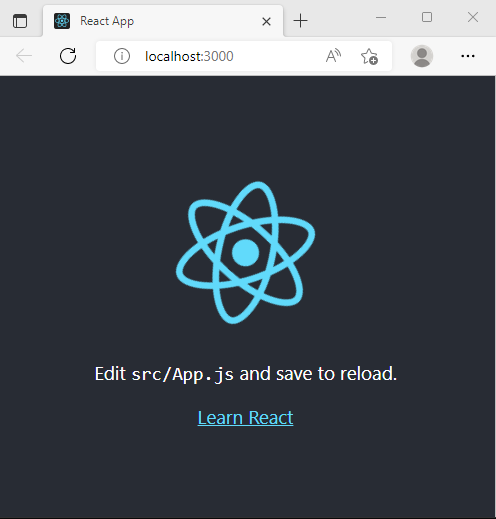 React App
localhost:3000
Edit src/App.js and save to reload.
Learn React